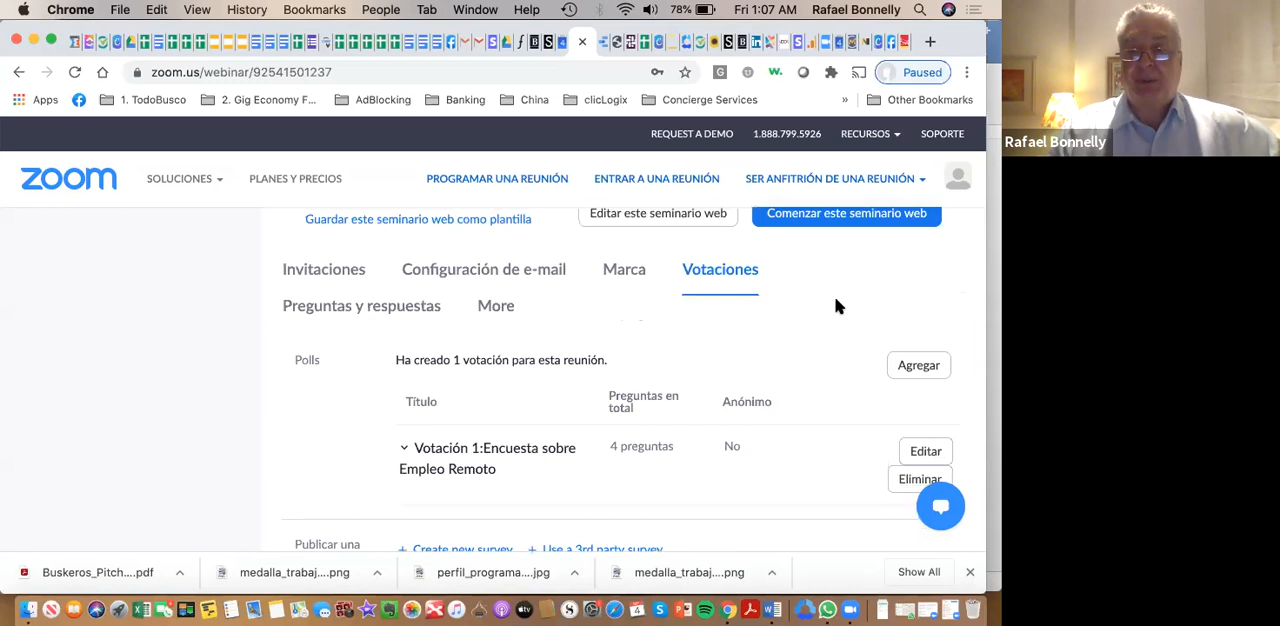 Chrome File Edit View History Bookmarks People Tab Window Help 78% Fri 1:07 AM Rafael Bonnelly
zoom.us/webinar/92541501237 Paused
Apps 1. TodoBusco 2. Gig Economy F... AdBlocking Banking China clicLogix Concierge Services » Other Bookmarks
REQUEST A DEMO 1.888.799.5926 RECURSOS SOPORTE
zoom SOLUCIONES PLANES Y PRECIOS PROGRAMAR UNA REUNIÓN ENTRAR A UNA REUNIÓN SER ANFITRIÓN DE UNA REUNIÓN
Rafael Bonnelly
Guardar este seminario web como plantilla Editar este seminario web Comenzar este seminario web
Invitaciones Configuración de e-mail Marca Votaciones
Preguntas y respuestas More
Polls Ha creado 1 votación para esta reunión. Agregar
Título Preguntas en total Anónimo
Votación 1:Encuesta sobre 4 preguntas No Editar
Empleo Remoto Eliminar
Publicar una + Create new survey + Use a 3rd party survey
Buskeros_Pitch....pdf medalla_trabaj....png perfil_programa....jpg medalla_trabaj....png Show All